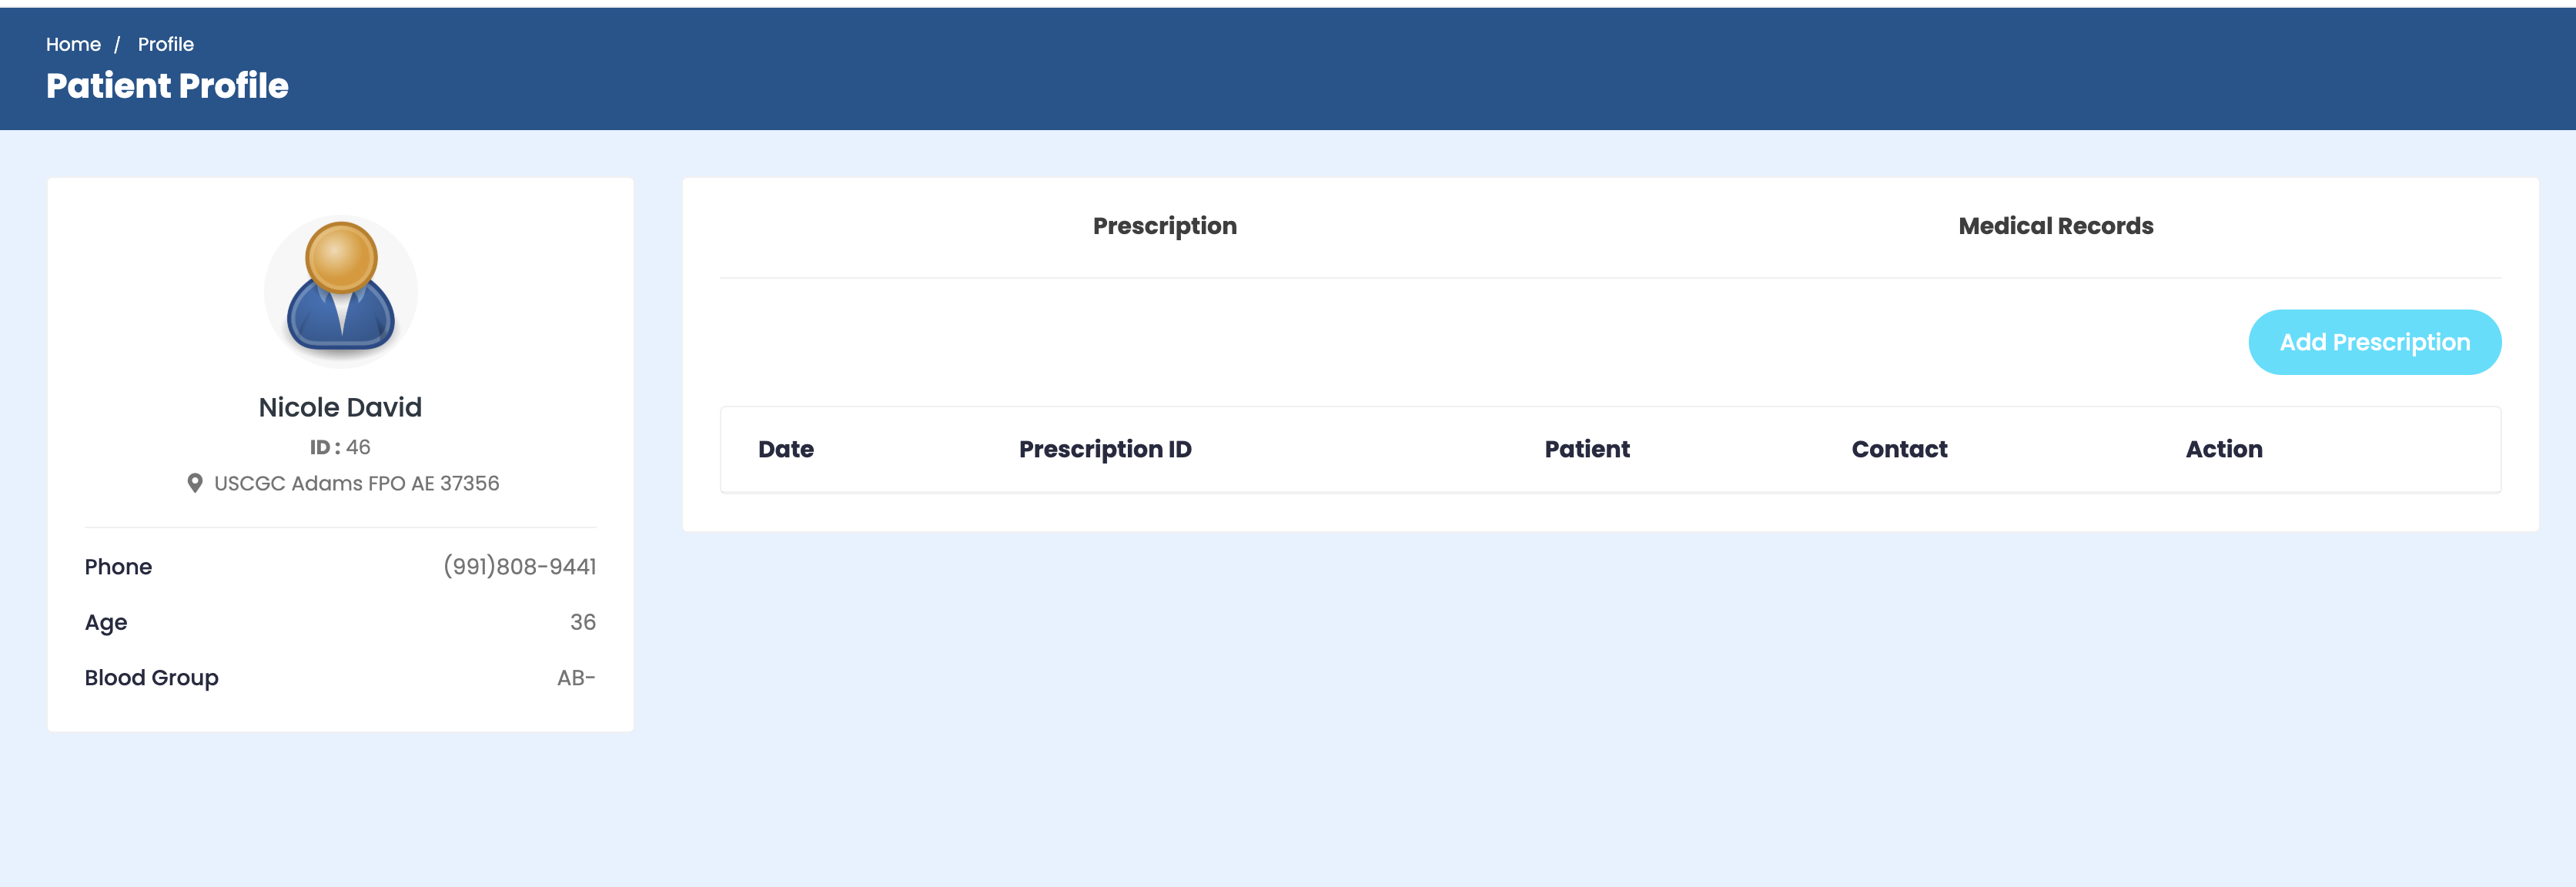 Home / Profile
Patient Profile
Nicole David
ID : 46
USCGC Adams FPO AE 37356
Phone (991)808-9441
Age 36
Blood Group AB-
Prescription Medical Records
Add Prescription
Date Prescription ID Patient Contact Action